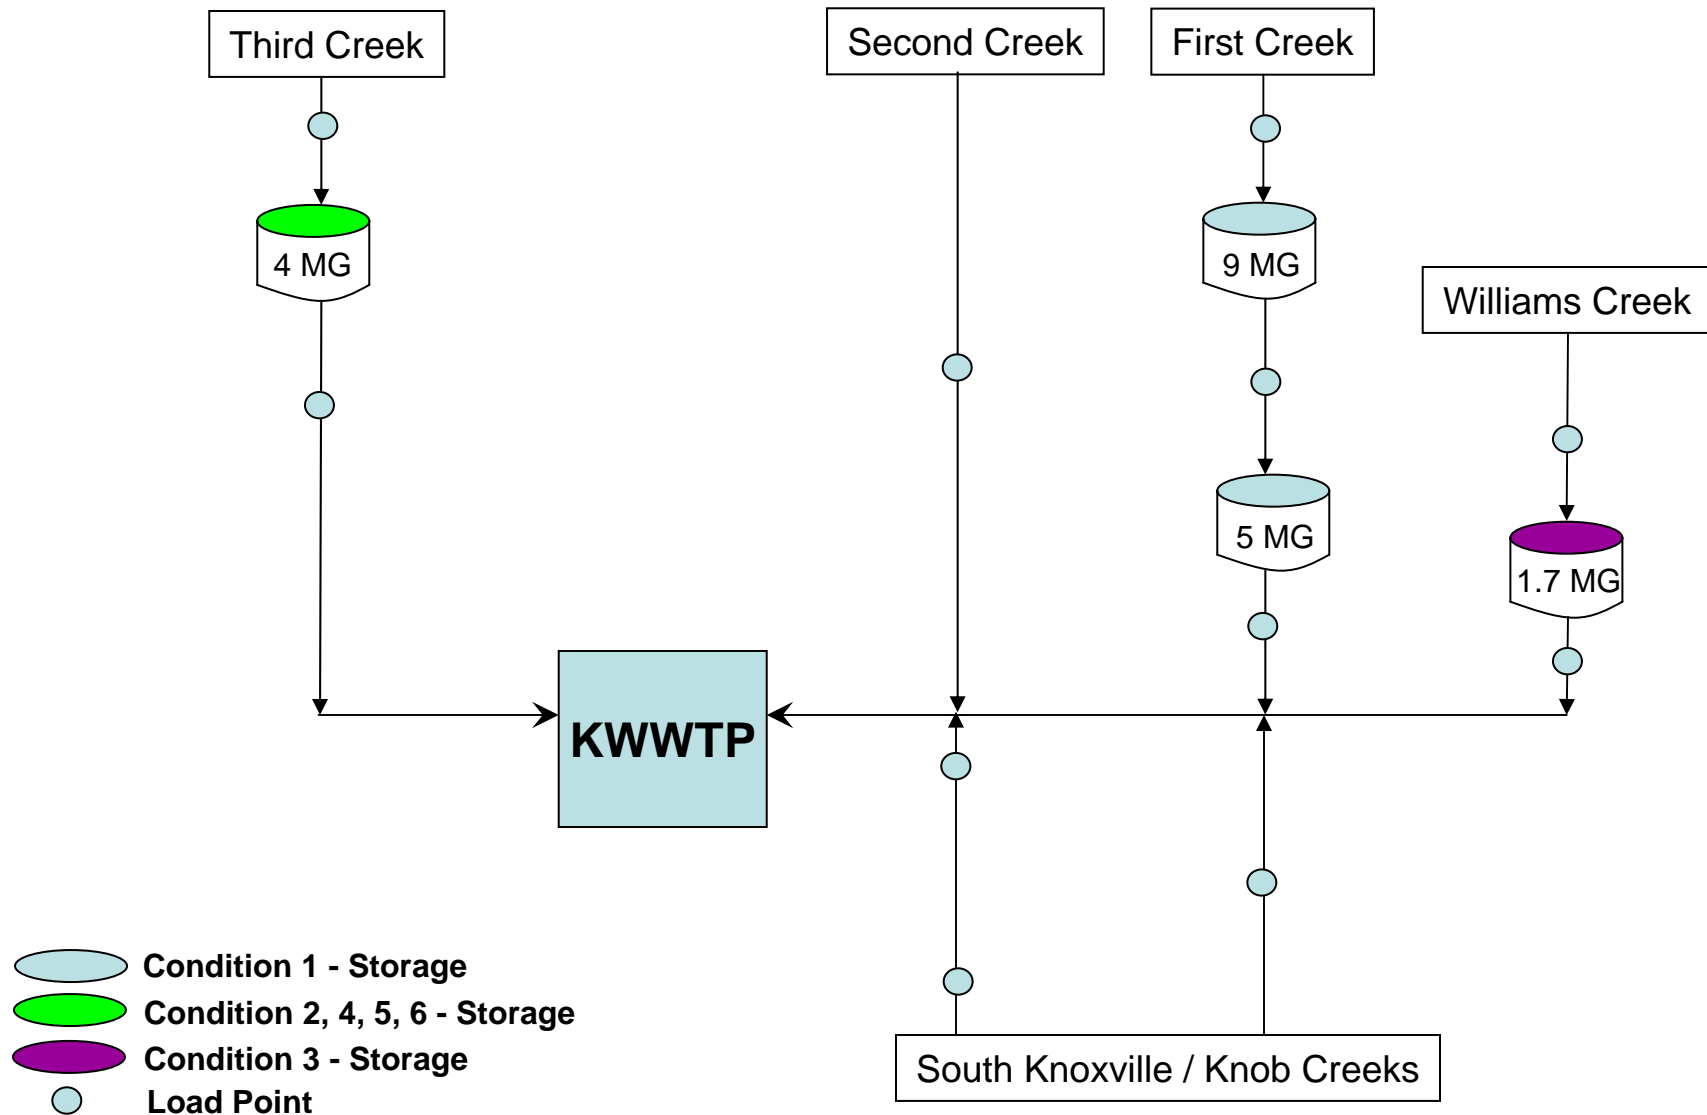 Third Creek
Second Creek
First Creek
4 MG
9 MG
Williams Creek
5 MG
1.7 MG
KWWTP
Condition 1 - Storage
Condition 2, 4, 5, 6 - Storage
Condition 3 - Storage
Load Point
South Knoxville / Knob Creeks